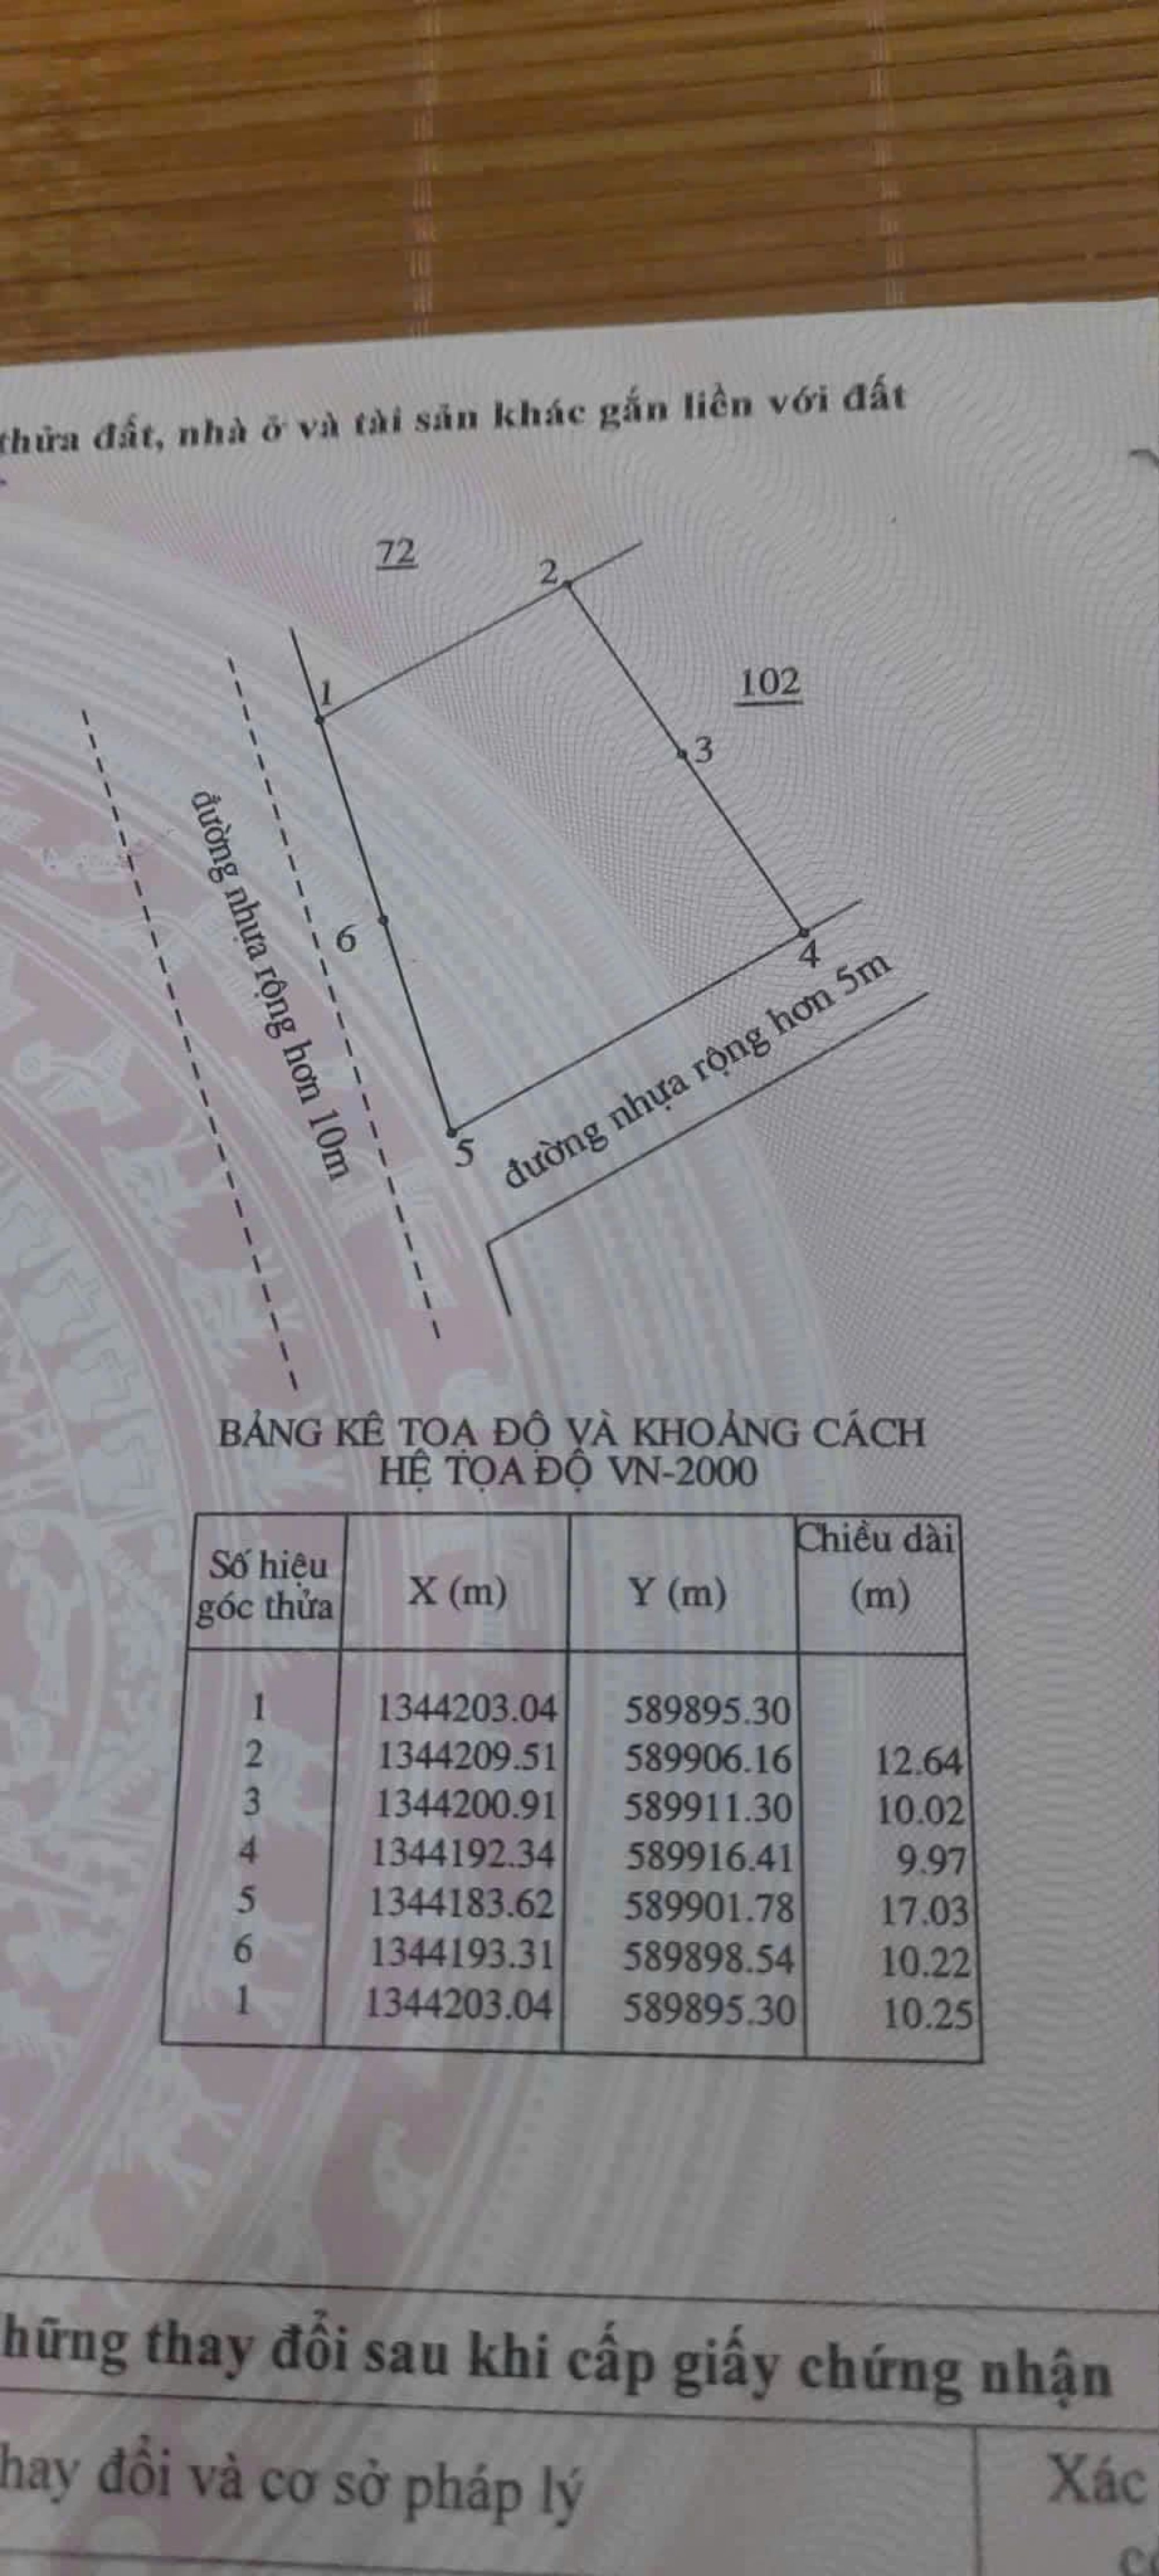 thửa đất, nhà ở và tài sản khác gắn liền với đất
72
2
1
102
3
đường nhựa rộng hơn 10m
6
4
đường nhựa rộng hơn 5m
5
BẢNG KÊ TOẠ ĐỘ VÀ KHOẢNG CÁCH
HỆ TỌA ĐỘ VN-2000
Số hiệu góc thửa X (m) Y (m) Chiều dài (m)
1 1344203.04 589895.30
2 1344209.51 589906.16 12.64
3 1344200.91 589911.30 10.02
4 1344192.34 589916.41 9.97
5 1344183.62 589901.78 17.03
6 1344193.31 589898.54 10.22
1 1344203.04 589895.30 10.25
hững thay đổi sau khi cấp giấy chứng nhận
hay đổi và cơ sở pháp lý
Xác